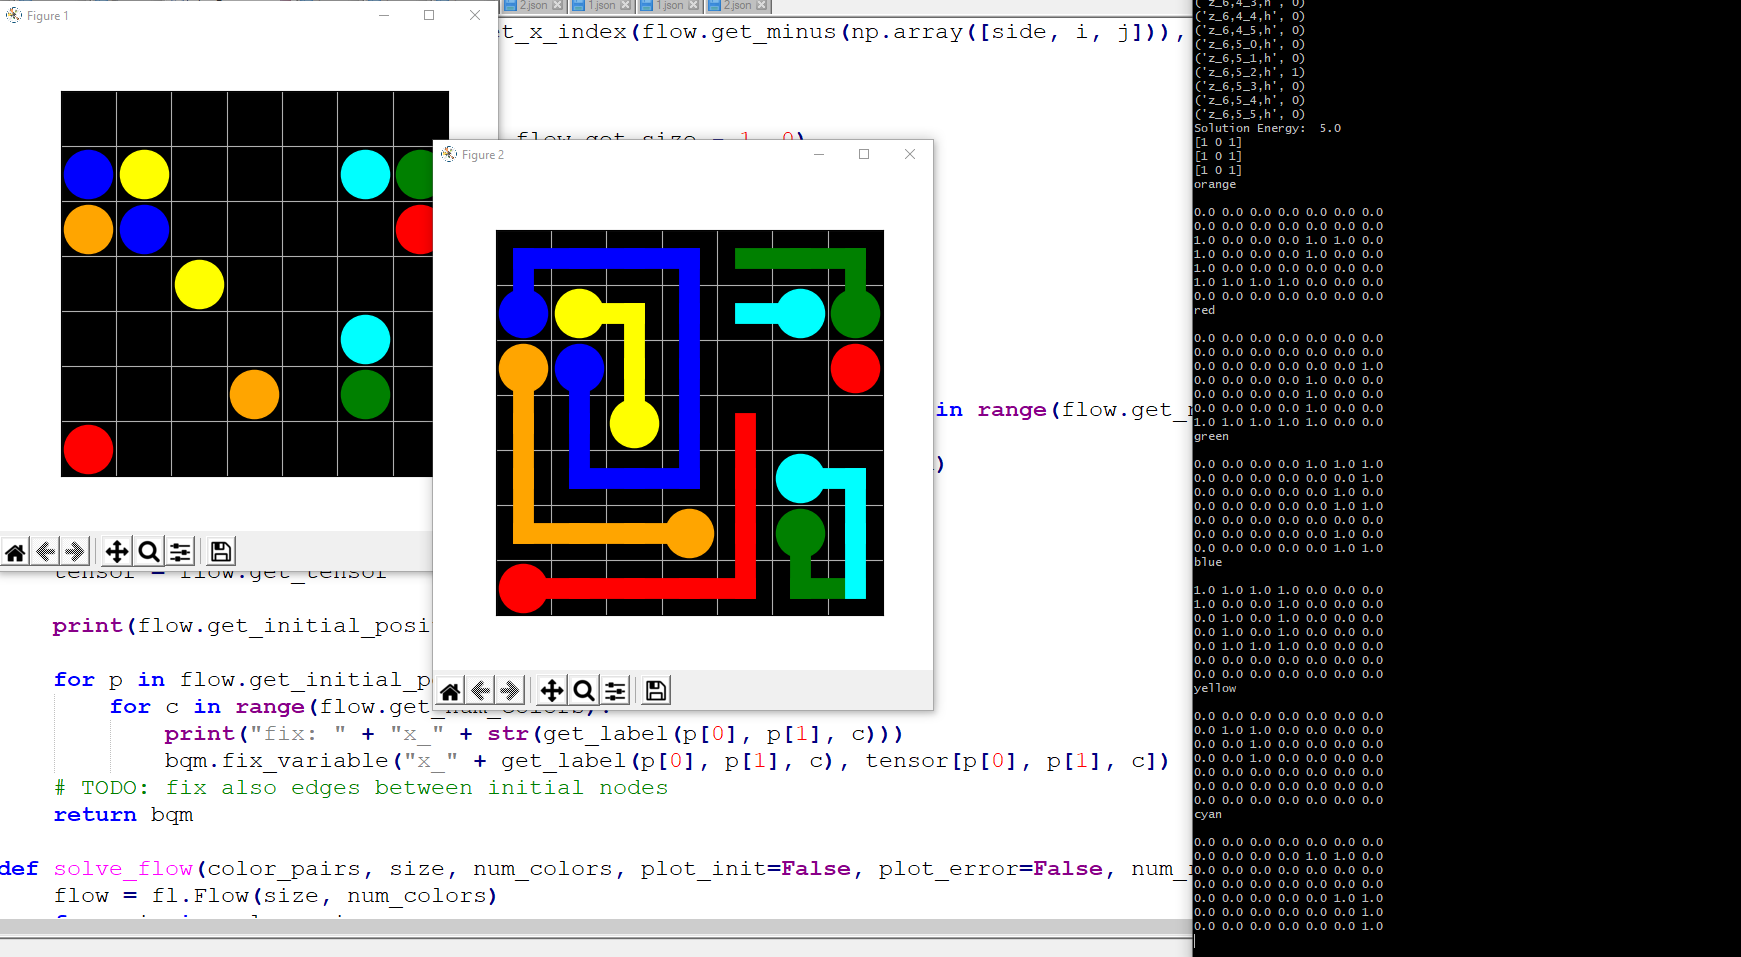 Figure 1
2.json
1.json
1.json
2.json
t_x_index(flow.get_minus(np.array([side, i, j])),
Figure 2
in range(flow.get_
)
print(flow.get_initial_posi
for p in flow.get_initial_p
for c in range(flow.get_num_colors):
print("fix: " + "x_" + str(get_label(p[0], p[1], c)))
bqm.fix_variable("x_" + get_label(p[0], p[1], c), tensor[p[0], p[1], c])
# TODO: fix also edges between initial nodes
return bqm
def solve_flow(color_pairs, size, num_colors, plot_init=False, plot_error=False, num_
flow = fl.Flow(size, num_colors)
('z_6,4_3,h', 0)
('z_6,4_4,h', 0)
('z_6,4_5,h', 0)
('z_6,5_0,h', 0)
('z_6,5_1,h', 0)
('z_6,5_2,h', 1)
('z_6,5_3,h', 0)
('z_6,5_4,h', 0)
('z_6,5_5,h', 0)
Solution Energy:  5.0
[1 0 1]
[1 0 1]
[1 0 1]
orange
0.0 0.0 0.0 0.0 0.0 0.0 0.0
0.0 0.0 0.0 0.0 0.0 0.0 0.0
1.0 0.0 0.0 0.0 1.0 1.0 0.0
1.0 0.0 0.0 0.0 1.0 0.0 0.0
1.0 0.0 0.0 0.0 0.0 0.0 0.0
1.0 1.0 1.0 1.0 0.0 0.0 0.0
0.0 0.0 0.0 0.0 0.0 0.0 0.0
red
0.0 0.0 0.0 0.0 0.0 0.0 0.0
0.0 0.0 0.0 0.0 0.0 0.0 0.0
0.0 0.0 0.0 0.0 0.0 0.0 1.0
0.0 0.0 0.0 0.0 1.0 0.0 0.0
0.0 0.0 0.0 0.0 1.0 0.0 0.0
0.0 0.0 0.0 0.0 1.0 0.0 0.0
1.0 1.0 1.0 1.0 1.0 0.0 0.0
green
0.0 0.0 0.0 0.0 1.0 1.0 1.0
0.0 0.0 0.0 0.0 0.0 0.0 1.0
0.0 0.0 0.0 0.0 0.0 1.0 0.0
0.0 0.0 0.0 0.0 0.0 1.0 1.0
0.0 0.0 0.0 0.0 0.0 0.0 0.0
0.0 0.0 0.0 0.0 0.0 1.0 0.0
0.0 0.0 0.0 0.0 0.0 1.0 1.0
blue
1.0 1.0 1.0 1.0 0.0 0.0 0.0
1.0 0.0 0.0 1.0 0.0 0.0 0.0
0.0 1.0 0.0 1.0 0.0 0.0 0.0
0.0 1.0 0.0 1.0 0.0 0.0 0.0
0.0 1.0 1.0 1.0 0.0 0.0 0.0
0.0 0.0 0.0 0.0 0.0 0.0 0.0
0.0 0.0 0.0 0.0 0.0 0.0 0.0
yellow
0.0 0.0 0.0 0.0 0.0 0.0 0.0
0.0 1.0 1.0 0.0 0.0 0.0 0.0
0.0 0.0 1.0 0.0 0.0 0.0 0.0
0.0 0.0 1.0 0.0 0.0 0.0 0.0
0.0 0.0 0.0 0.0 0.0 0.0 0.0
0.0 0.0 0.0 0.0 0.0 0.0 0.0
0.0 0.0 0.0 0.0 0.0 0.0 0.0
cyan
0.0 0.0 0.0 0.0 0.0 0.0 0.0
0.0 0.0 0.0 0.0 1.0 1.0 0.0
0.0 0.0 0.0 0.0 0.0 0.0 0.0
0.0 0.0 0.0 0.0 0.0 0.0 0.0
0.0 0.0 0.0 0.0 0.0 1.0 1.0
0.0 0.0 0.0 0.0 0.0 0.0 1.0
0.0 0.0 0.0 0.0 0.0 0.0 1.0